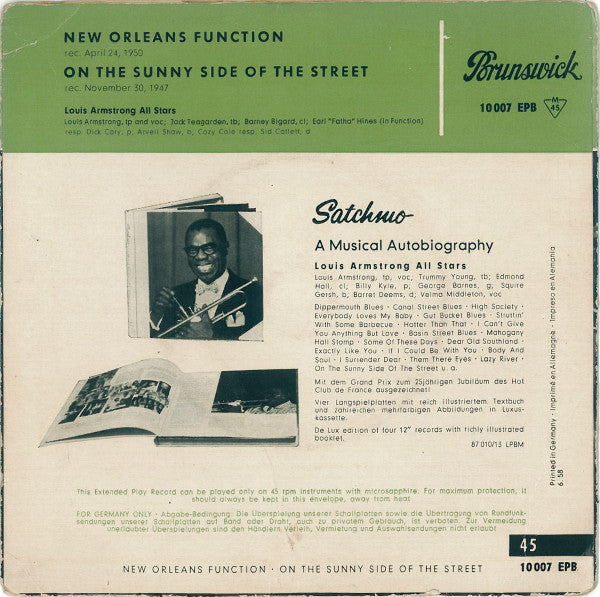 NEW ORLEANS FUNCTION
rec. April 24, 1950
ON THE SUNNY SIDE OF THE STREET
rec. November 30, 1947
Louis Armstrong All Stars
Louis Armstrong, tp and voc; Jack Teagarden, tb; Barney Bigard, cl; Earl "Fatha" Hines (in Function)
resp. Dick Cary, p; Arvell Shaw, b; Cozy Cole resp. Sid Catlett, d
Brunswick
10 007 EPB
M
45
Satchmo
A Musical Autobiography
Louis Armstrong All Stars
Louis Armstrong, tp, voc; Trummy Young, tb; Edmond
Hall, cl; Billy Kyle, p; George Barnes, g; Squire
Gersh, b; Barret Deems, d; Velma Middleton, voc
Dippermouth Blues · Canal Street Blues · High Society ·
Everybody Loves My Baby · Gut Bucket Blues · Struttin'
With Some Barbecue · Hotter Than That · I Can't Give
You Anything But Love · Basin Street Blues · Mahogany
Hall Stomp · Some Of These Days · Dear Old Southland ·
Exactly Like You · If I Could Be With You · Body And
Soul · I Surrender Dear · Them There Eyes · Lazy River ·
On The Sunny Side Of The Street u. a.
Mit dem Grand Prix zum 25jährigen Jubiläum des Hot
Club de France ausgezeichnet!
Vier Langspielplatten mit reich illustriertem Textbuch
und zahlreichen mehrfarbigen Abbildungen in Luxus-
kassette.
De Lux edition of four 12" records with richly illustrated
booklet.
87 010/13 LPBM
Printed in Germany · Imprimé en Allemagne · Impreso en Alemania
6. 58
This Extended Play Record can be played only on 45 rpm instruments with microsapphire. For maximum protection, it
should always be kept in this envelope, away from heat
FOR GERMANY ONLY · Abgabe-Bedingung: Die Überspielung unserer Schallplatten sowie die Übertragung von Rundfunk-
sendungen unserer Schallplatten auf Band oder Draht, auch zu privatem Gebrauch, ist verboten. Zur Vermeidung
unerlaubter Überspielungen sind den Händlern Verleih, Vermietung und Auswahlsendungen nicht erlaubt
45
NEW ORLEANS FUNCTION · ON THE SUNNY SIDE OF THE STREET
10 007 EPB